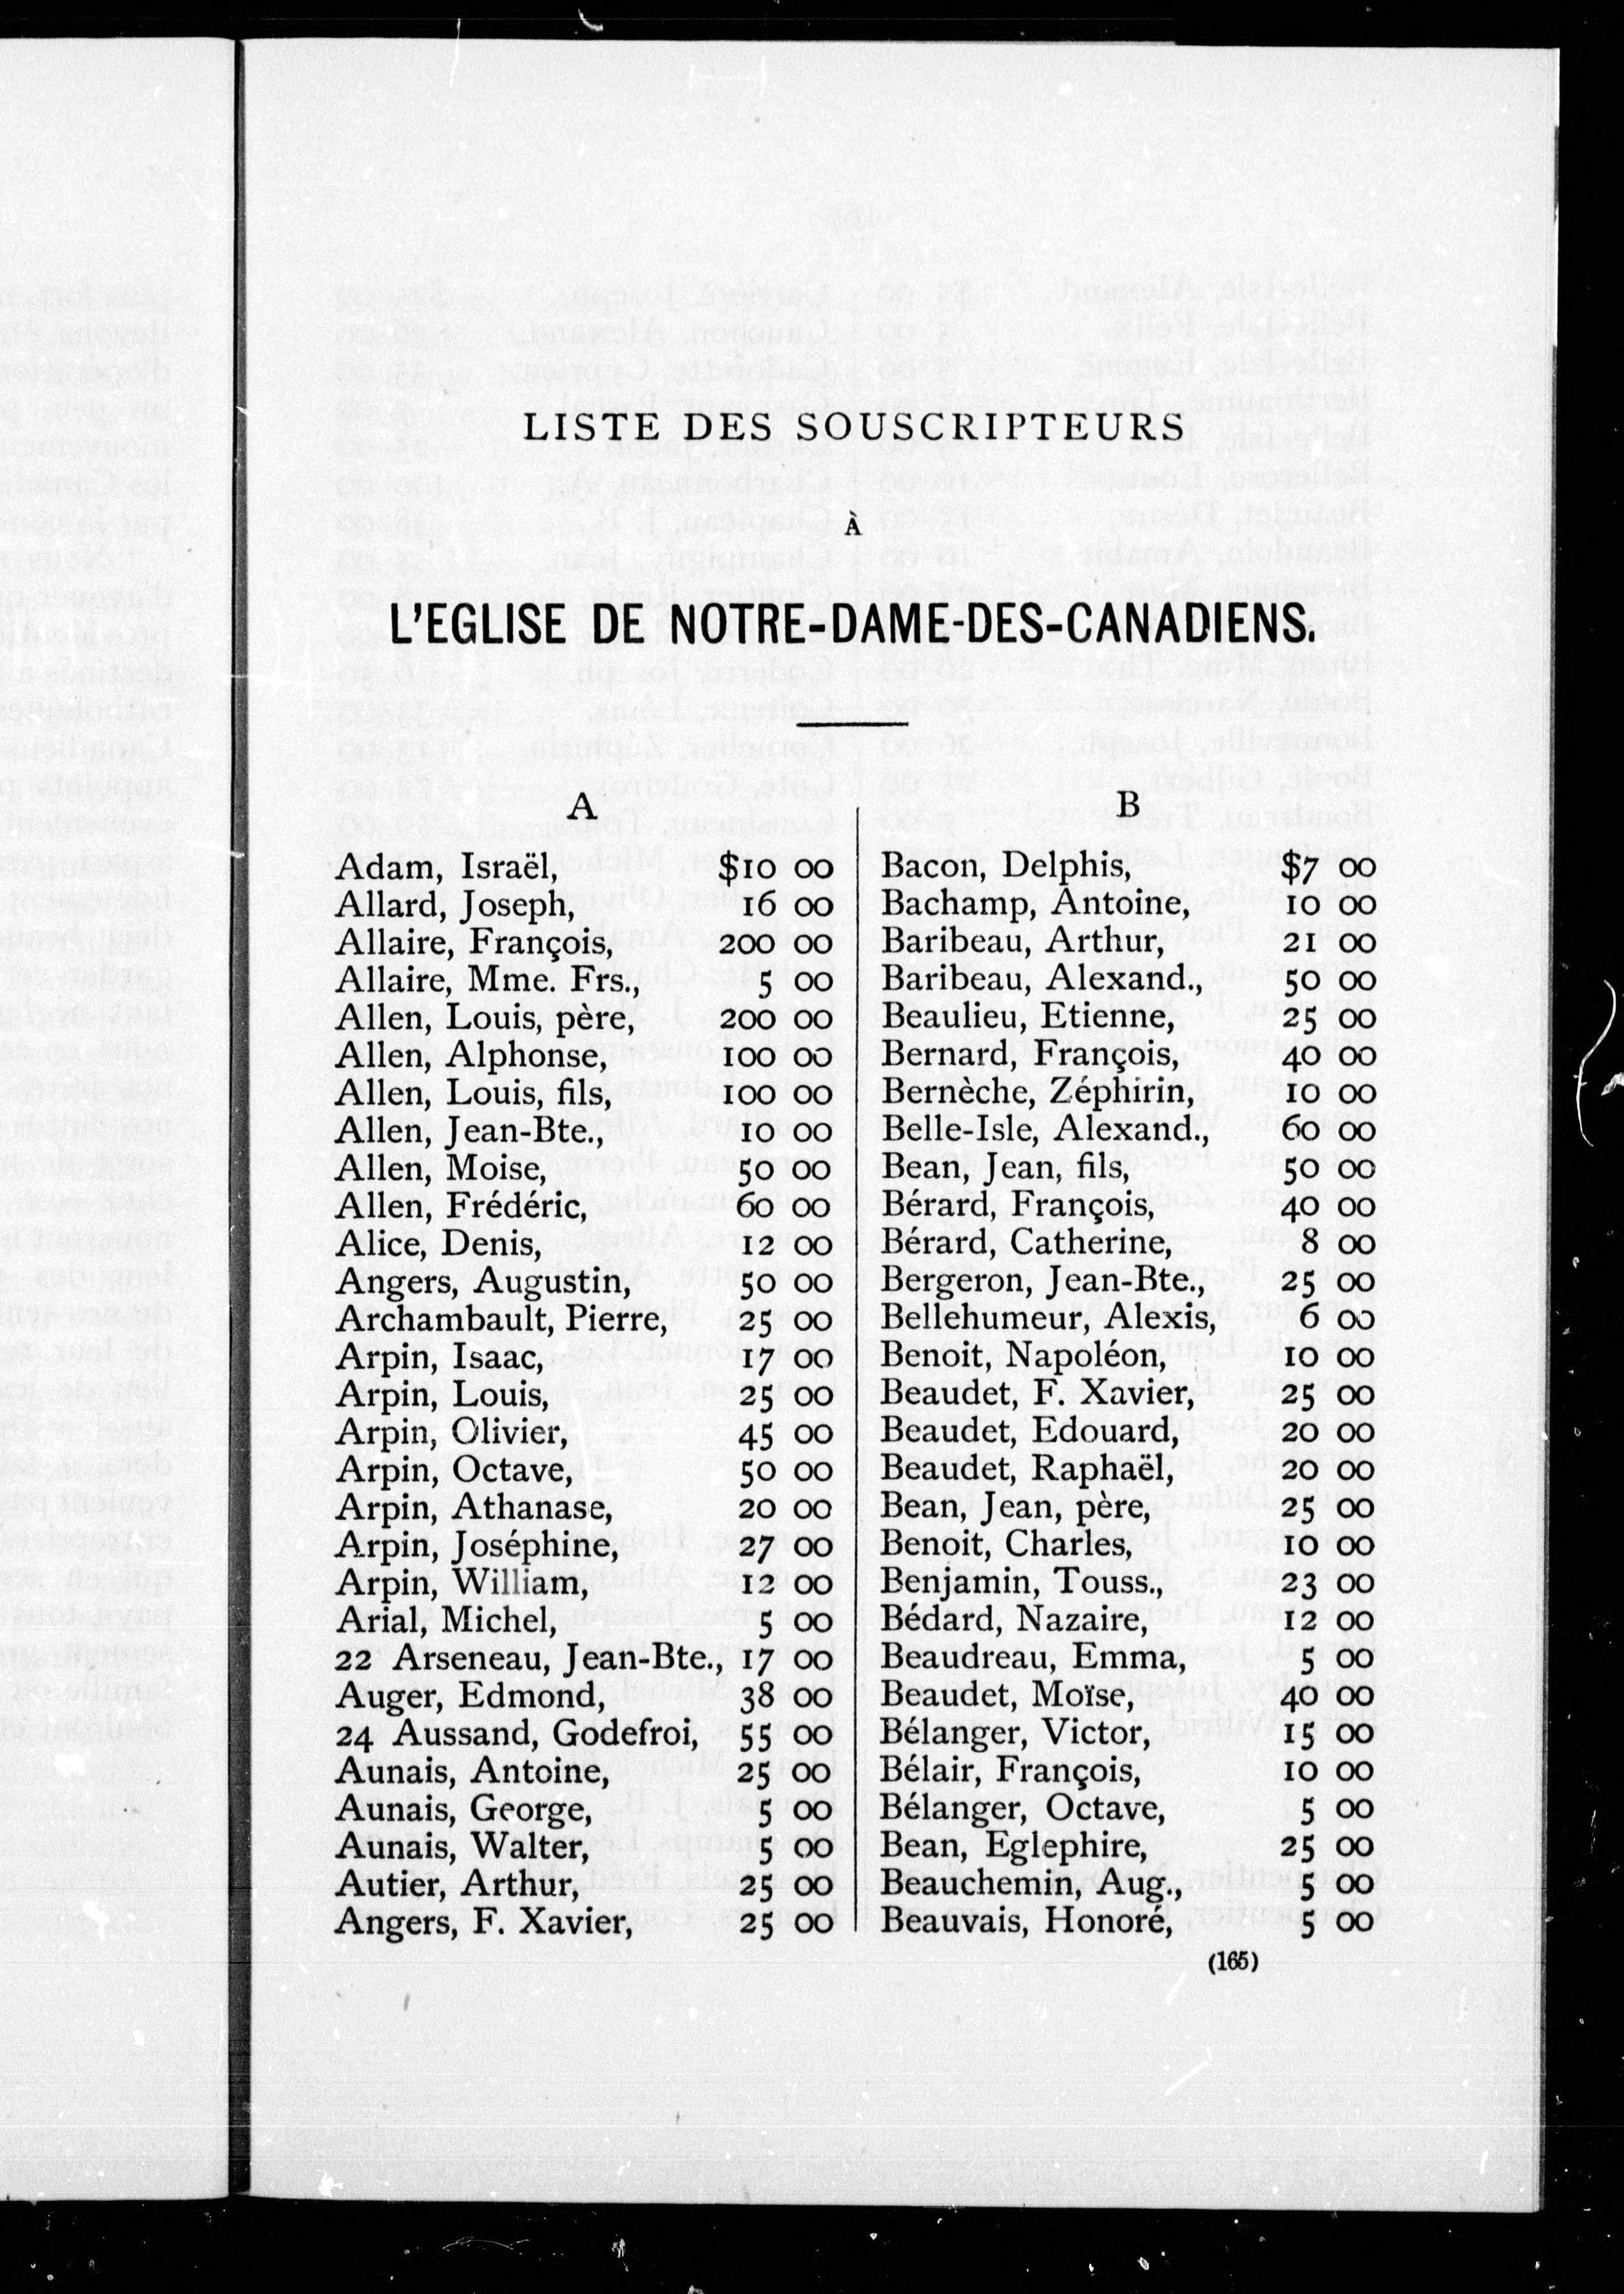 LISTE DES SOUSCRIPTEURS
À
L'EGLISE DE NOTRE-DAME-DES-CANADIENS.
A
Adam, Israël, $10 00
Allard, Joseph, 16 00
Allaire, François, 200 00
Allaire, Mme. Frs., 5 00
Allen, Louis, père, 200 00
Allen, Alphonse, 100 00
Allen, Louis, fils, 100 00
Allen, Jean-Bte., 10 00
Allen, Moise, 50 00
Allen, Frédéric, 60 00
Alice, Denis, 12 00
Angers, Augustin, 50 00
Archambault, Pierre, 25 00
Arpin, Isaac, 17 00
Arpin, Louis, 25 00
Arpin, Olivier, 45 00
Arpin, Octave, 50 00
Arpin, Athanase, 20 00
Arpin, Joséphine, 27 00
Arpin, William, 12 00
Arial, Michel, 5 00
22 Arseneau, Jean-Bte., 17 00
Auger, Edmond, 38 00
24 Aussand, Godefroi, 55 00
Aunais, Antoine, 25 00
Aunais, George, 5 00
Aunais, Walter, 5 00
Autier, Arthur, 25 00
Angers, F. Xavier, 25 00
B
Bacon, Delphis, $7 00
Bachamp, Antoine, 10 00
Baribeau, Arthur, 21 00
Baribeau, Alexand., 50 00
Beaulieu, Etienne, 25 00
Bernard, François, 40 00
Bernèche, Zéphirin, 10 00
Belle-Isle, Alexand., 60 00
Bean, Jean, fils, 50 00
Bérard, François, 40 00
Bérard, Catherine, 8 00
Bergeron, Jean-Bte., 25 00
Bellehumeur, Alexis, 6 00
Benoit, Napoléon, 10 00
Beaudet, F. Xavier, 25 00
Beaudet, Edouard, 20 00
Beaudet, Raphaël, 20 00
Bean, Jean, père, 25 00
Benoit, Charles, 10 00
Benjamin, Touss., 23 00
Bédard, Nazaire, 12 00
Beaudreau, Emma, 5 00
Beaudet, Moïse, 40 00
Bélanger, Victor, 15 00
Bélair, François, 10 00
Bélanger, Octave, 5 00
Bean, Eglephire, 25 00
Beauchemin, Aug., 5 00
Beauvais, Honoré, 5 00
(165)